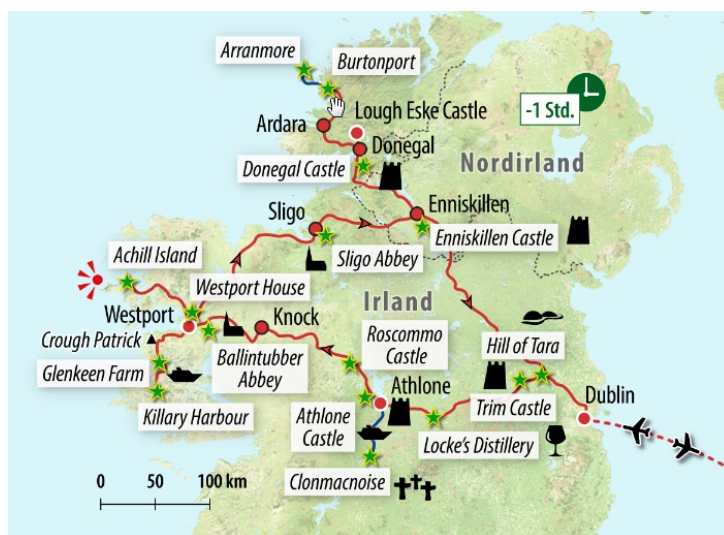 Arranmore
Burtonport
-1 Std.
Lough Eske Castle
Ardara
Donegal
Donegal Castle
Nordirland
Enniskillen
Sligo
Enniskillen Castle
Sligo Abbey
Achill Island
Westport House
Irland
Westport
Knock
Roscommo
Castle
Crough Patrick
Hill of Tara
Ballintubber
Abbey
Glenkeen Farm
Athlone
Dublin
Trim Castle
Killary Harbour
Athlone
Castle
Locke's Distillery
Clonmacnoise
0 50 100 km